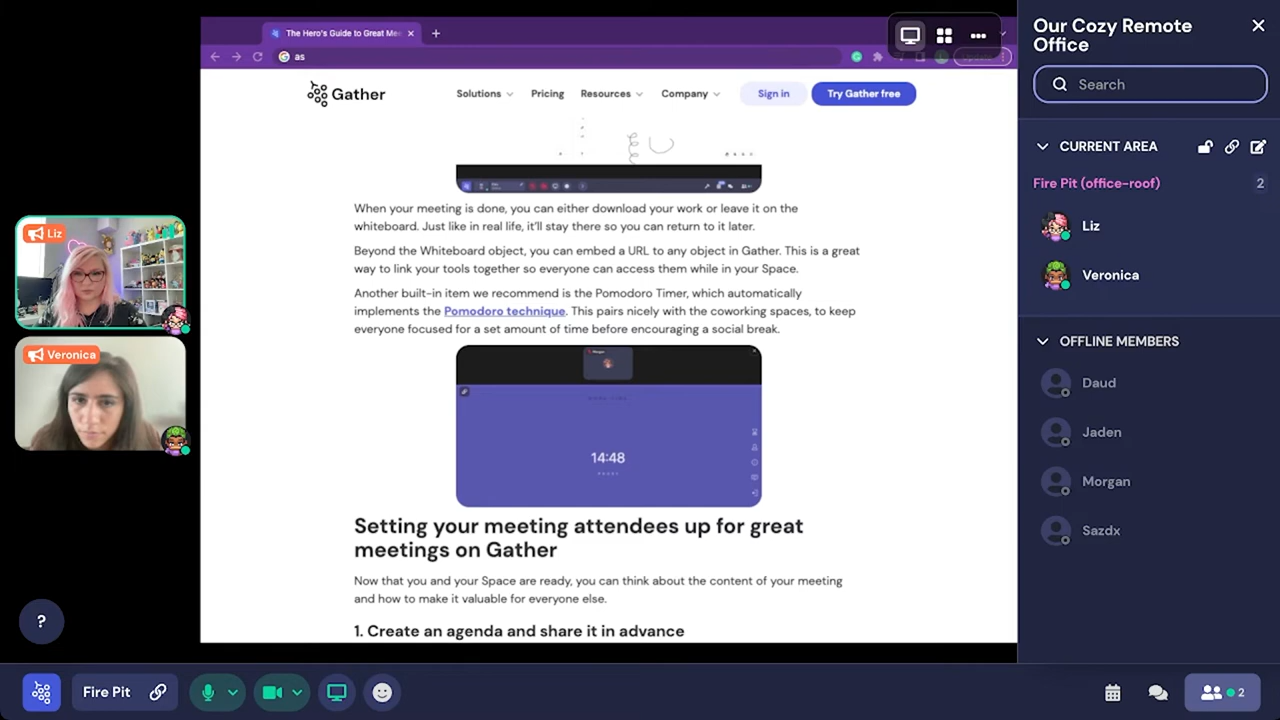 The Hero's Guide to Great Mee
as
Gather
Solutions
Pricing
Resources
Company
Sign in
Try Gather free
When your meeting is done, you can either download your work or leave it on the
whiteboard. Just like in real life, it'll stay there so you can return to it later.
Beyond the Whiteboard object, you can embed a URL to any object in Gather. This is a great
way to link your tools together so everyone can access them while in your Space.
Another built-in item we recommend is the Pomodoro Timer, which automatically
implements the Pomodoro technique. This pairs nicely with the coworking spaces, to keep
everyone focused for a set amount of time before encouraging a social break.
Morgan
14:48
Setting your meeting attendees up for great
meetings on Gather
Now that you and your Space are ready, you can think about the content of your meeting
and how to make it valuable for everyone else.
1. Create an agenda and share it in advance
Liz
Veronica
?
Our Cozy Remote
Office
Search
CURRENT AREA
Fire Pit (office-roof)
2
Liz
Veronica
OFFLINE MEMBERS
Daud
Jaden
Morgan
Sazdx
Fire Pit
2